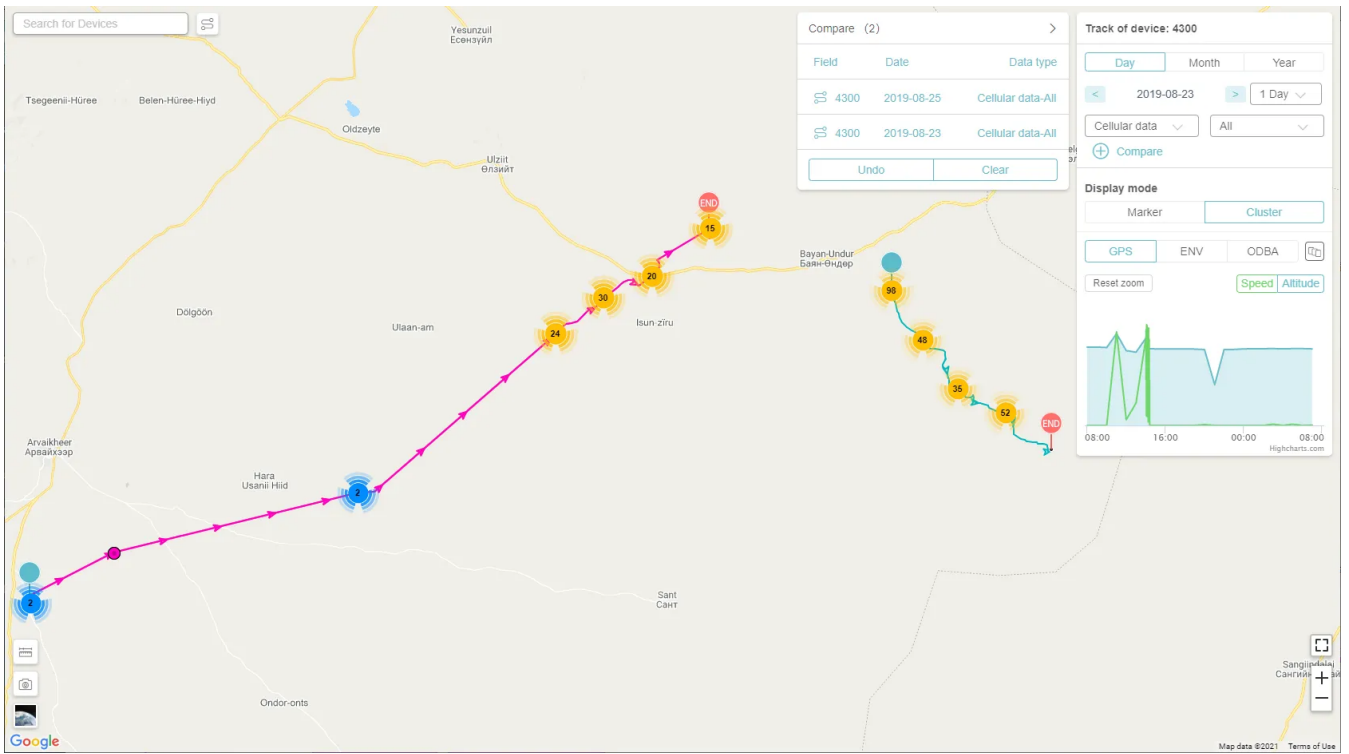 Search for Devices
Yesunzuil
Есөнзүйл
Tsegeenii-Hüree
Belen-Hüree-Hiyd
Oldzeyte
Ulziit
Өлзийт
Bayan-Undur
Баян-Өндөр
Dölgöön
Ulaan-am
Isun-zïru
Arvaikheer
Арвайхээр
Hara
Usanii Hiid
Sant
Сант
Ondor-onts
END
15
20
30
24
2
2
98
48
35
52
END
Compare (2)
Field Date Data type
4300 2019-08-25 Cellular data-All
4300 2019-08-23 Cellular data-All
Undo Clear
Track of device: 4300
Day Month Year
< 2019-08-23 > 1 Day
Cellular data All
Compare
Display mode
Marker Cluster
GPS ENV ODBA
Reset zoom Speed Altitude
08:00 16:00 00:00 08:00
Highcharts.com
+
−
Google
Map data ©2021 Terms of Use